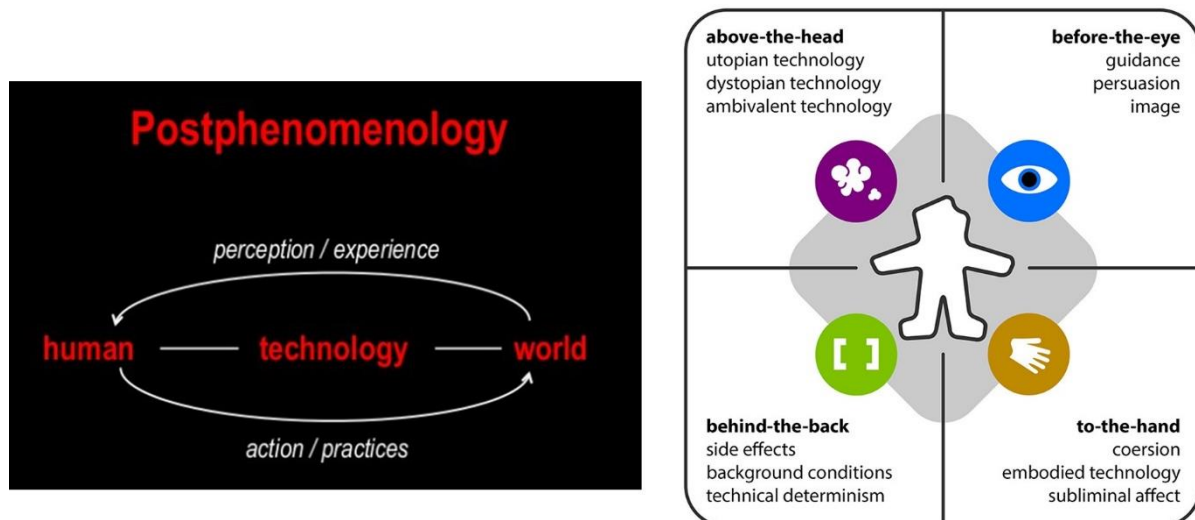 Postphenomenology
perception / experience
human
technology
world
action / practices
above-the-head
utopian technology
dystopian technology
ambivalent technology
before-the-eye
guidance
persuasion
image
behind-the-back
side effects
background conditions
technical determinism
to-the-hand
coersion
embodied technology
subliminal affect